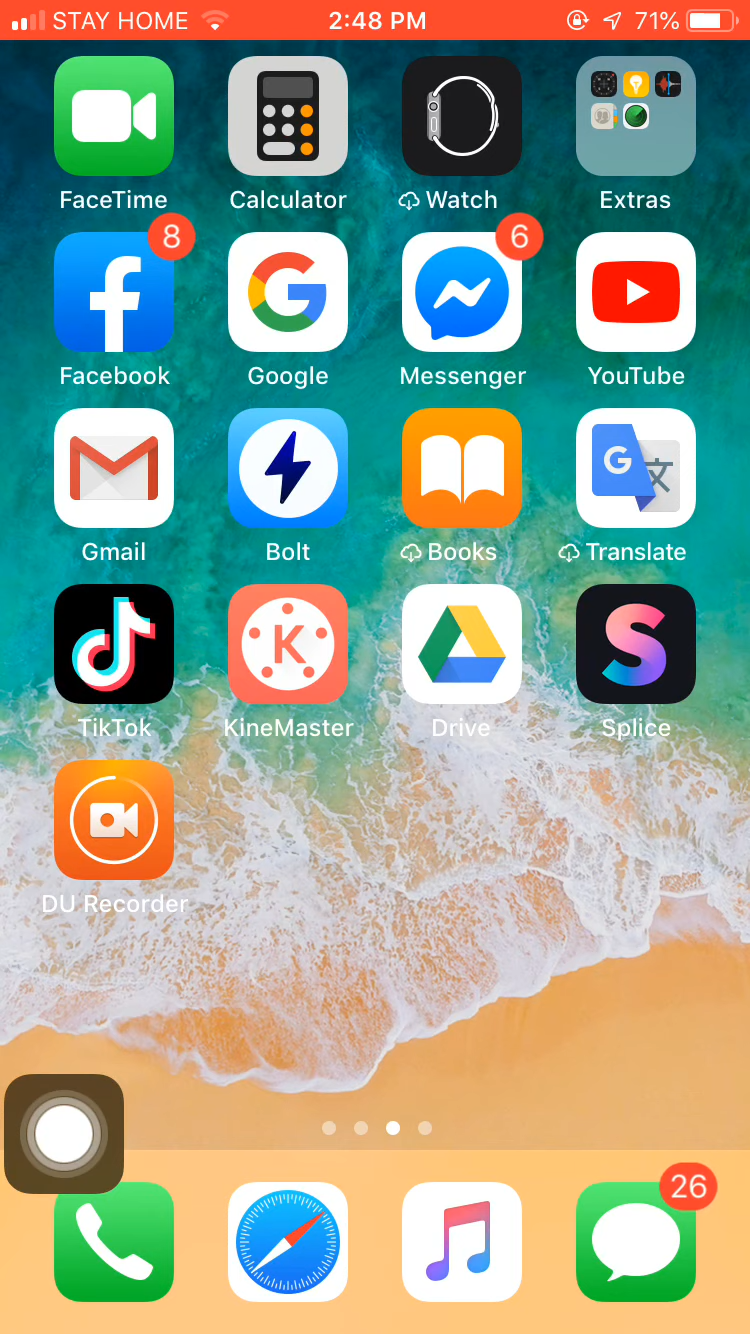 STAY HOME 2:48 PM 71%
FaceTime Calculator Watch Extras
8 6
Facebook Google Messenger YouTube
G 文
Gmail Bolt Books Translate
K S
TikTok KineMaster Drive Splice
DU Recorder
26